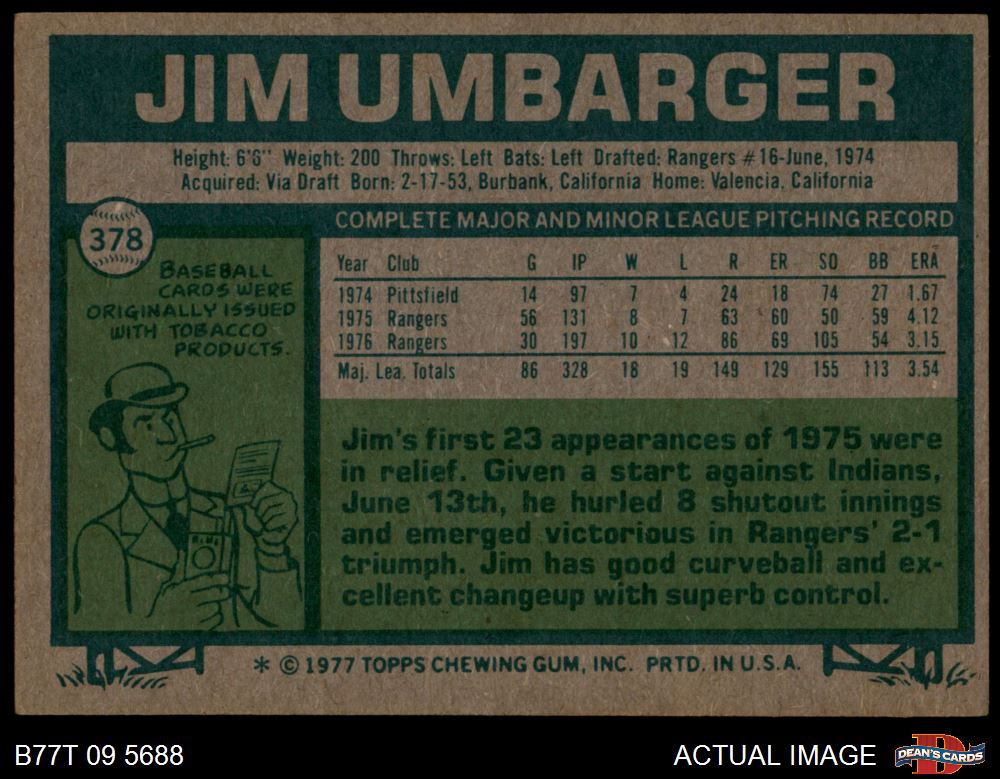 JIM UMBARGER
Height: 6'6" Weight: 200 Throws: Left Bats: Left Drafted: Rangers #16-June, 1974
Acquired: Via Draft Born: 2-17-53, Burbank, California Home: Valencia, California
378
BASEBALL
CARDS WERE
ORIGINALLY ISSUED
WITH TOBACCO
PRODUCTS.
COMPLETE MAJOR AND MINOR LEAGUE PITCHING RECORD
Year Club G IP W L R ER SO BB ERA
1974 Pittsfield 14 97 7 4 24 18 74 27 1.67
1975 Rangers 56 131 8 7 63 60 50 59 4.12
1976 Rangers 30 197 10 12 86 69 105 54 3.15
Maj. Lea. Totals 86 328 18 19 149 129 155 113 3.54
Jim's first 23 appearances of 1975 were
in relief. Given a start against Indians,
June 13th, he hurled 8 shutout innings
and emerged victorious in Rangers' 2-1
triumph. Jim has good curveball and ex-
cellent changeup with superb control.
* © 1977 TOPPS CHEWING GUM, INC. PRTD. IN U.S.A.
B77T 09 5688
ACTUAL IMAGE
DEAN'S CARDS